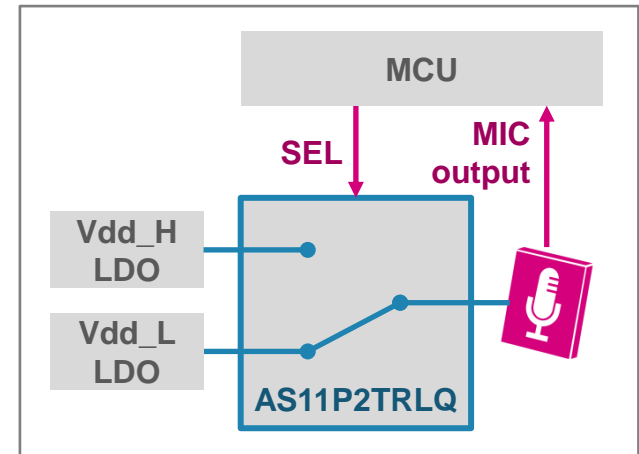 MCU
SEL
MIC
output
Vdd_H
LDO
Vdd_L
LDO
AS11P2TRLQ